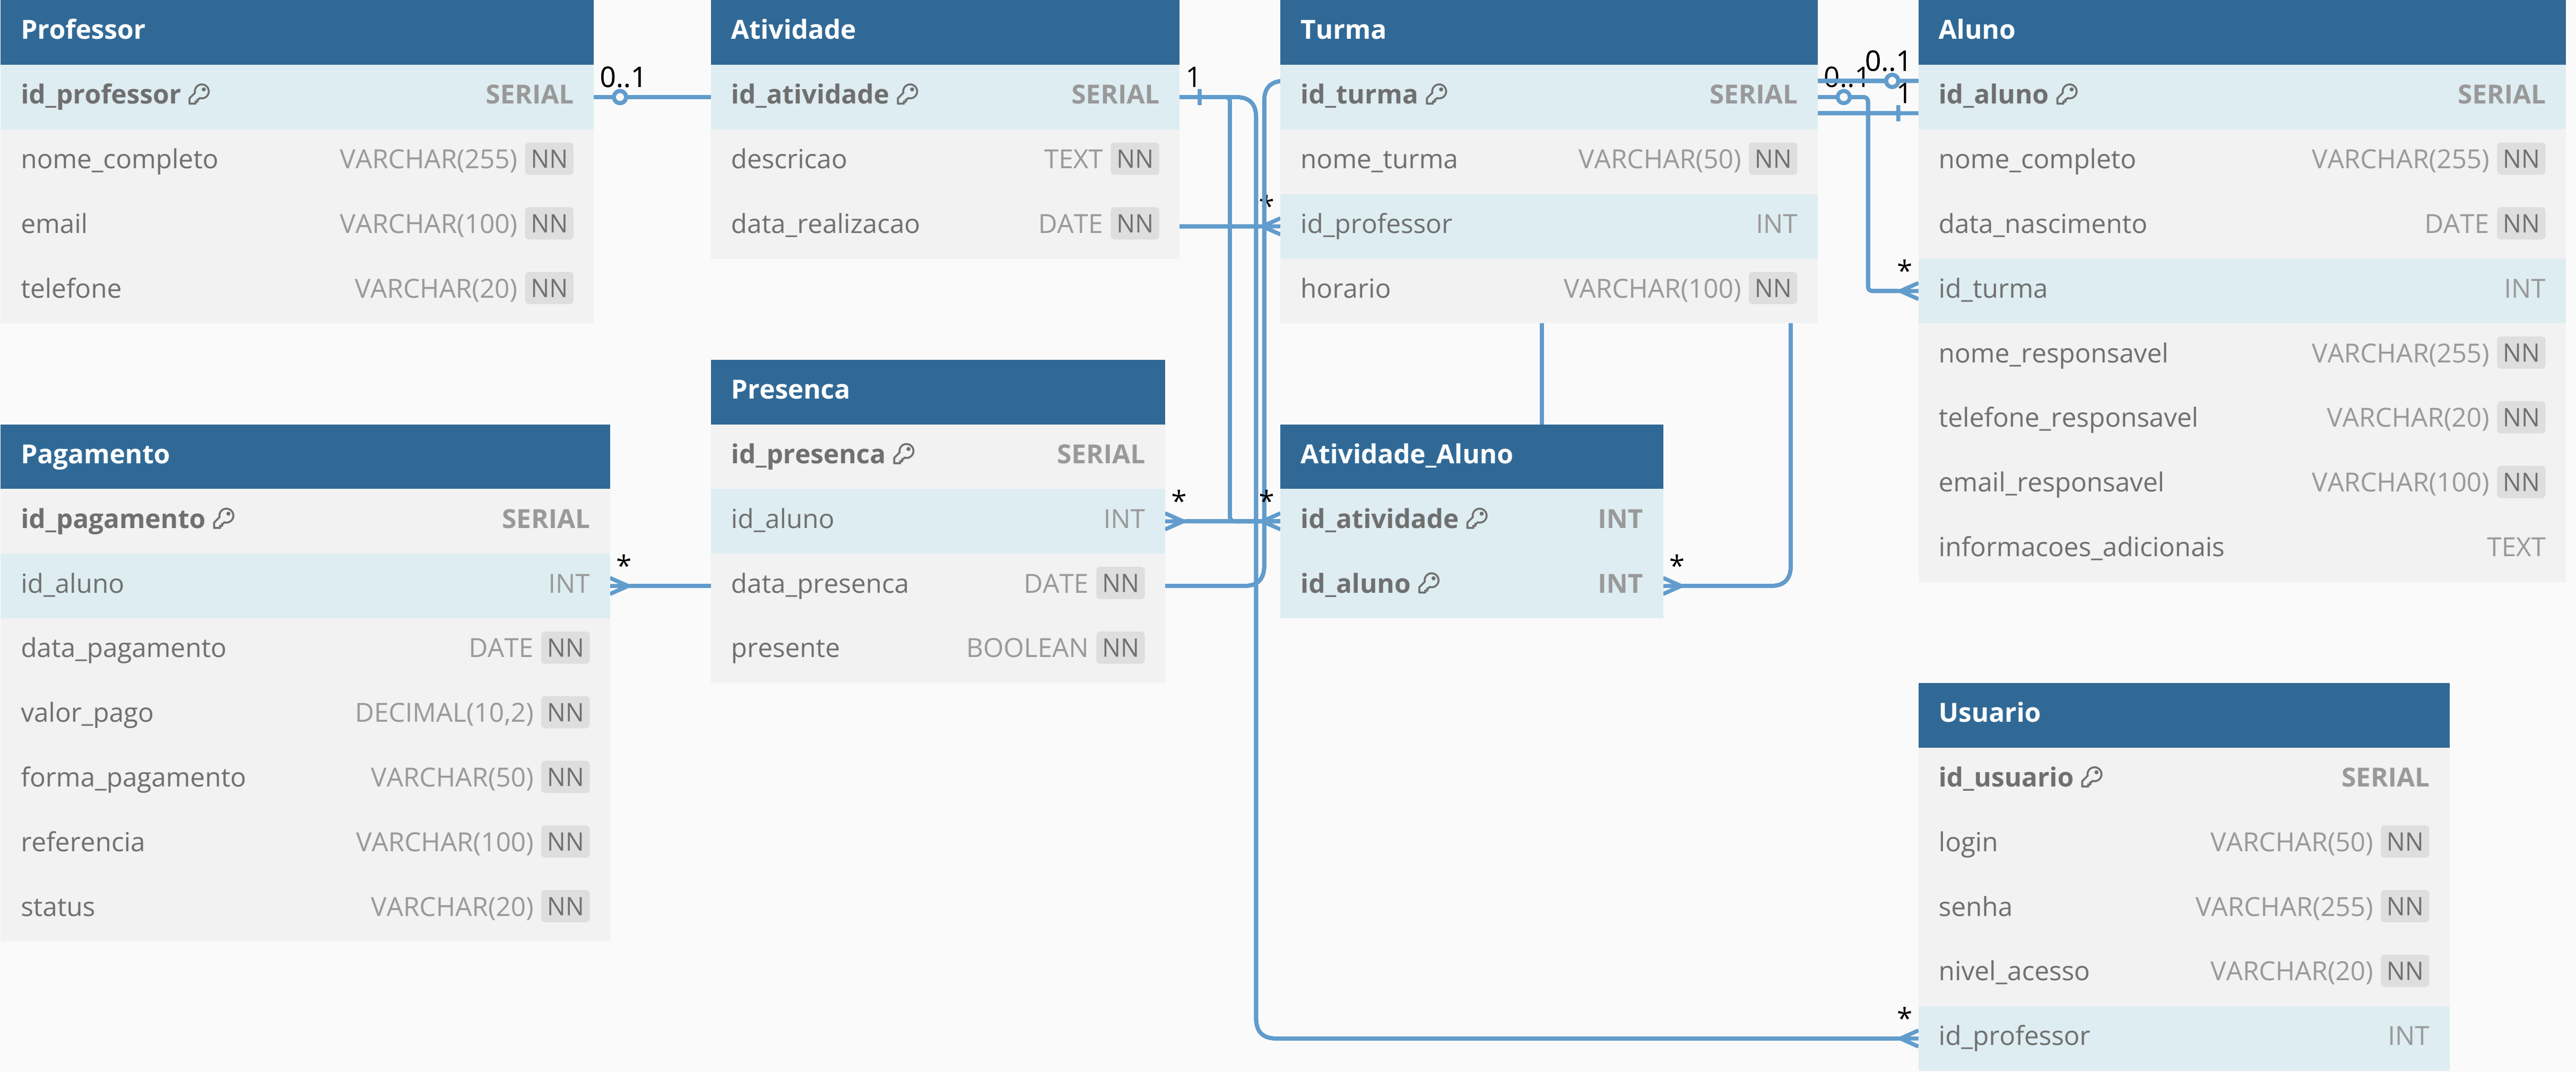 Professor
id_professor SERIAL
nome_completo VARCHAR(255) NN
email VARCHAR(100) NN
telefone VARCHAR(20) NN
0..1
Atividade
id_atividade SERIAL
descricao TEXT NN
data_realizacao DATE NN
1
*
Turma
id_turma SERIAL
nome_turma VARCHAR(50) NN
id_professor INT
horario VARCHAR(100) NN
0..1
0..1
1
*
Aluno
id_aluno SERIAL
nome_completo VARCHAR(255) NN
data_nascimento DATE NN
id_turma INT
nome_responsavel VARCHAR(255) NN
telefone_responsavel VARCHAR(20) NN
email_responsavel VARCHAR(100) NN
informacoes_adicionais TEXT
Pagamento
id_pagamento SERIAL
id_aluno INT
data_pagamento DATE NN
valor_pago DECIMAL(10,2) NN
forma_pagamento VARCHAR(50) NN
referencia VARCHAR(100) NN
status VARCHAR(20) NN
*
Presenca
id_presenca SERIAL
id_aluno INT
data_presenca DATE NN
presente BOOLEAN NN
*
*
Atividade_Aluno
id_atividade INT
id_aluno INT
*
Usuario
id_usuario SERIAL
login VARCHAR(50) NN
senha VARCHAR(255) NN
nivel_acesso VARCHAR(20) NN
id_professor INT
*